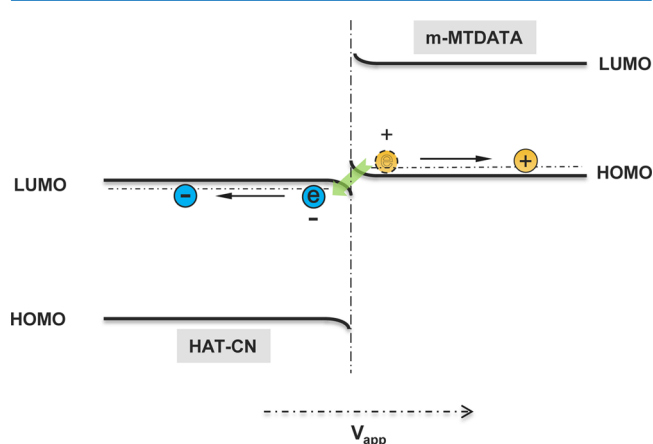 m-MTDATA
LUMO
+
e
+
HOMO
LUMO
-
e
-
HOMO
HAT-CN
Vapp